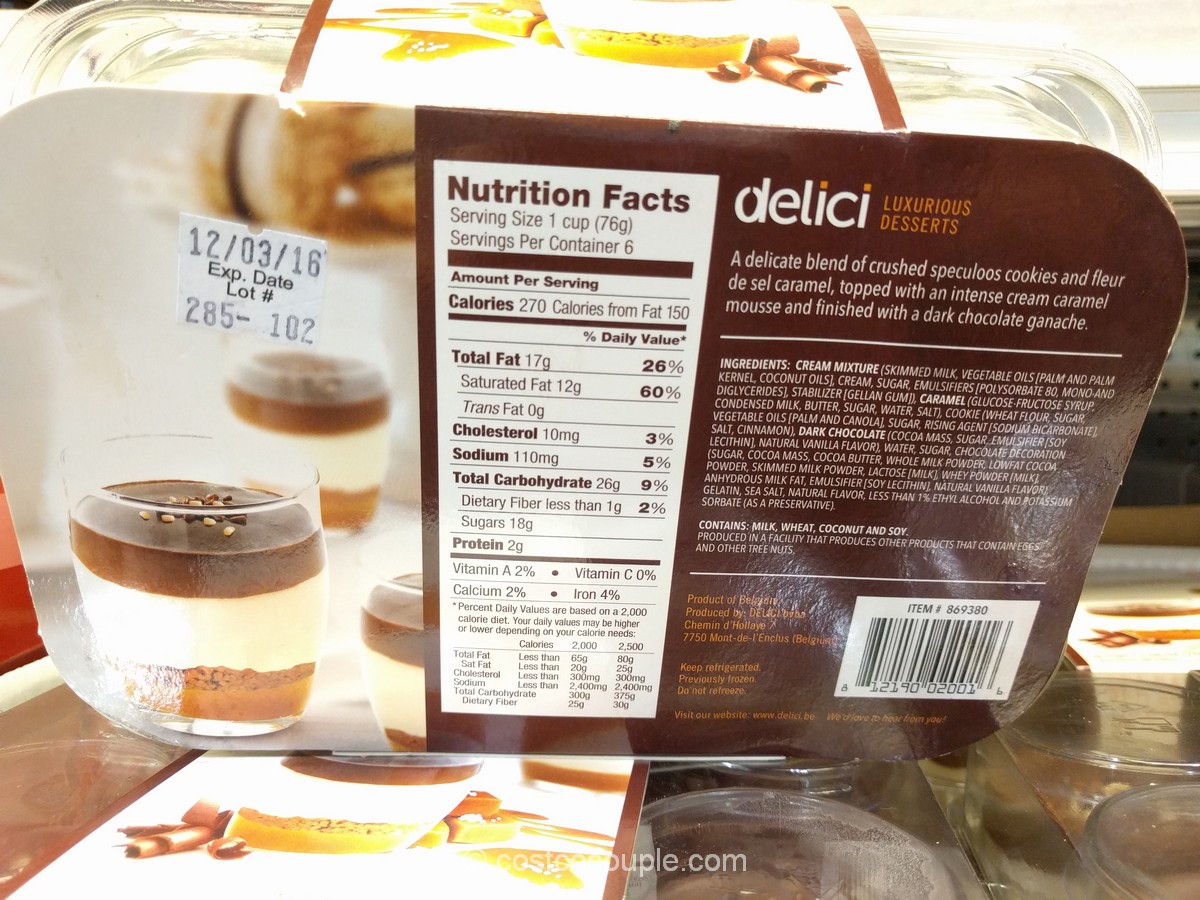 12/03/16
Exp. Date
Lot #
285- 102
Nutrition Facts
Serving Size 1 cup (76g)
Servings Per Container 6
Amount Per Serving
Calories 270 Calories from Fat 150
% Daily Value*
Total Fat 17g 26%
Saturated Fat 12g 60%
Trans Fat 0g
Cholesterol 10mg 3%
Sodium 110mg 5%
Total Carbohydrate 26g 9%
Dietary Fiber less than 1g 2%
Sugars 18g
Protein 2g
Vitamin A 2% • Vitamin C 0%
Calcium 2% • Iron 4%
* Percent Daily Values are based on a 2,000
calorie diet. Your daily values may be higher
or lower depending on your calorie needs:
Calories 2,000 2,500
Total Fat Less than 65g 80g
Sat Fat Less than 20g 25g
Cholesterol Less than 300mg 300mg
Sodium Less than 2,400mg 2,400mg
Total Carbohydrate 300g 375g
Dietary Fiber 25g 30g
delici LUXURIOUS
DESSERTS
A delicate blend of crushed speculoos cookies and fleur
de sel caramel, topped with an intense cream caramel
mousse and finished with a dark chocolate ganache.
INGREDIENTS: CREAM MIXTURE (SKIMMED MILK, VEGETABLE OILS [PALM AND PALM
KERNEL, COCONUT OILS], CREAM, SUGAR, EMULSIFIERS [POLYSORBATE 80, MONO AND
DIGLYCERIDES], STABILIZER [GELLAN GUM]), CARAMEL (GLUCOSE-FRUCTOSE SYRUP,
CONDENSED MILK, BUTTER, SUGAR, WATER, SALT), COOKIE (WHEAT FLOUR, SUGAR,
VEGETABLE OILS [PALM AND CANOLA], SUGAR, RISING AGENT [SODIUM BICARBONATE],
SALT, CINNAMON), DARK CHOCOLATE (COCOA MASS, SUGAR, EMULSIFIER [SOY
LECITHIN], NATURAL VANILLA FLAVOR), WATER, SUGAR, CHOCOLATE DECORATION
(SUGAR, COCOA MASS, COCOA BUTTER, WHOLE MILK POWDER, LOWFAT COCOA
POWDER, SKIMMED MILK POWDER, LACTOSE [MILK], WHEY POWDER [MILK],
ANHYDROUS MILK FAT, EMULSIFIER [SOY LECITHIN], NATURAL VANILLA FLAVOR),
GELATIN, SEA SALT, NATURAL FLAVOR, LESS THAN 1% ETHYL ALCOHOL AND POTASSIUM
SORBATE (AS A PRESERVATIVE).
CONTAINS: MILK, WHEAT, COCONUT AND SOY.
PRODUCED IN A FACILITY THAT PRODUCES OTHER PRODUCTS THAT CONTAIN EGGS
AND OTHER TREE NUTS.
Product of Belgium
Produced by: DÉLICI
Chemin d'Hollaye 7
7750 Mont-de-l'Enclus (Belgium)
Keep refrigerated.
Previously frozen.
Do not refreeze.
Visit our website: www.delici.be We'd love to hear from you!
ITEM # 869380
8 12190 02001 6
© costcocouple.com